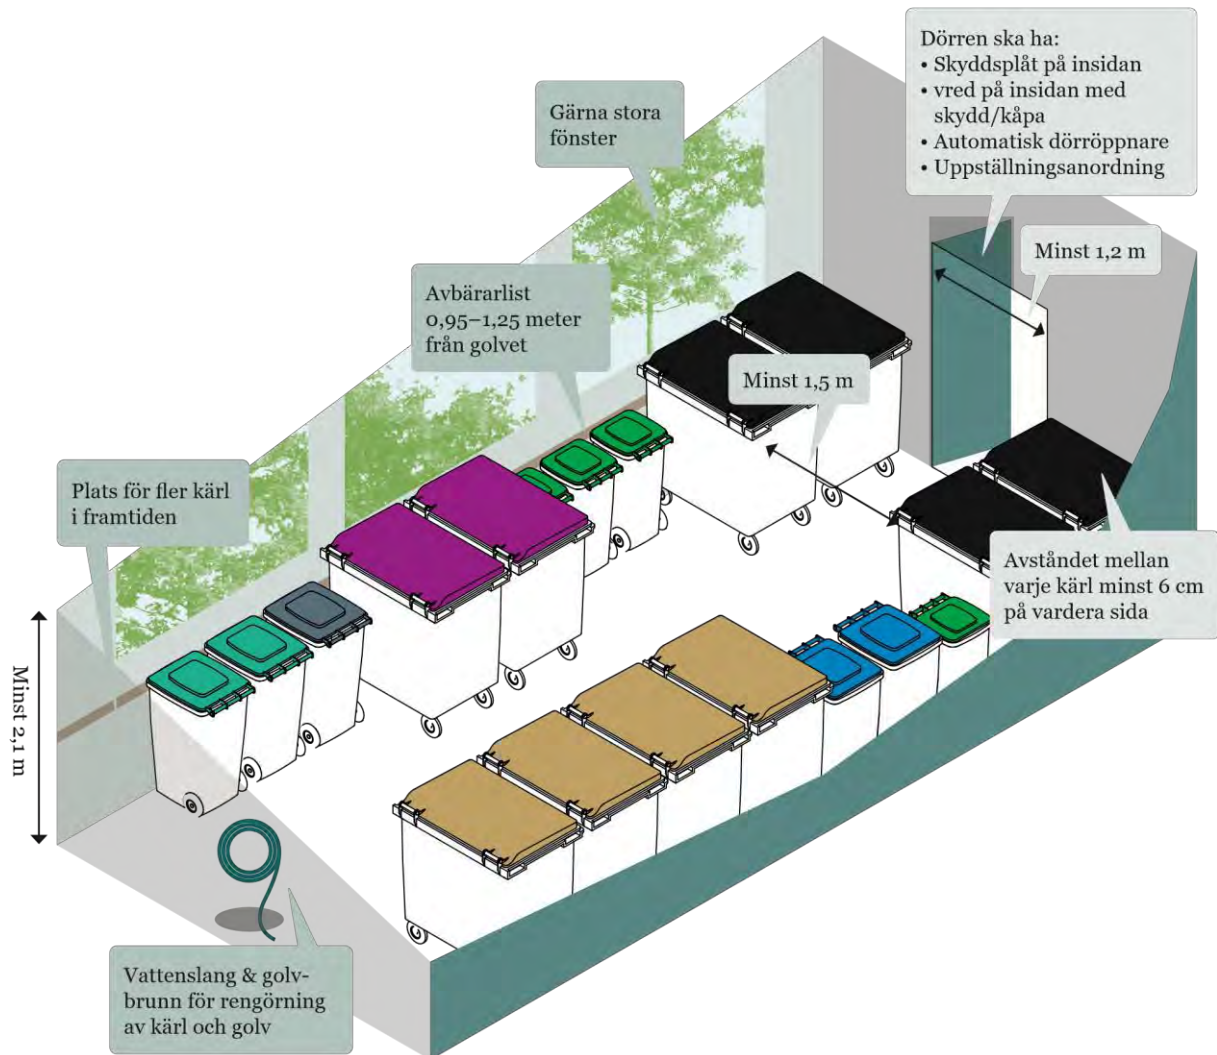 Dörren ska ha:
• Skyddsplåt på insidan
• vred på insidan med
skydd/kåpa
• Automatisk dörröppnare
• Uppställningsanordning
Gärna stora
fönster
Minst 1,2 m
Avbärarlist
0,95–1,25 meter
från golvet
Minst 1,5 m
Plats för fler kärl
i framtiden
Avståndet mellan
varje kärl minst 6 cm
på vardera sida
Minst 2,1 m
Vattenslang & golv-
brunn för rengörning
av kärl och golv